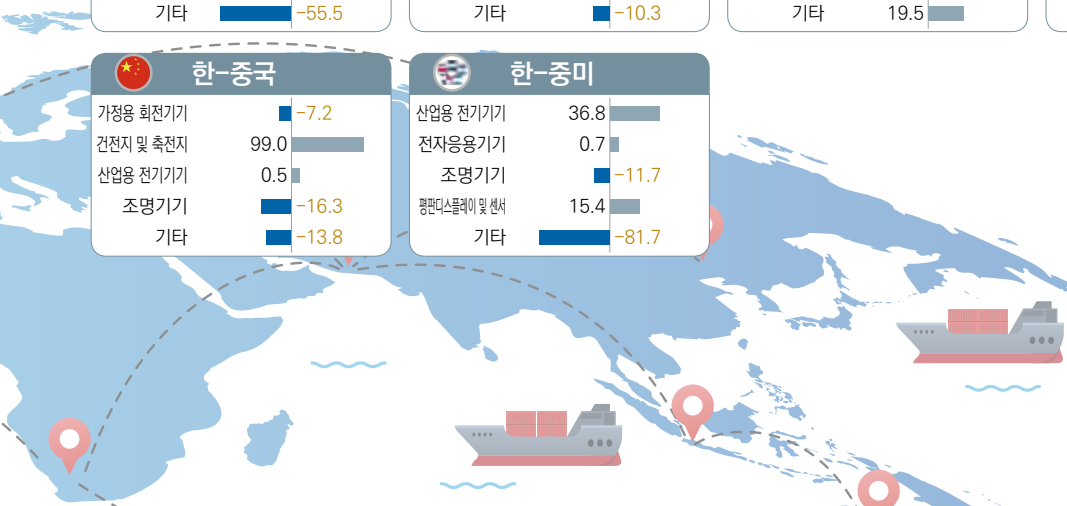 기타 -55.5
기타 -10.3
기타 19.5
한-중국
가정용 회전기기 -7.2
건전지 및 축전지 99.0
산업용 전기기기 0.5
조명기기 -16.3
기타 -13.8
한-중미
산업용 전기기기 36.8
전자응용기기 0.7
조명기기 -11.7
평판디스플레이 및 센서 15.4
기타 -81.7